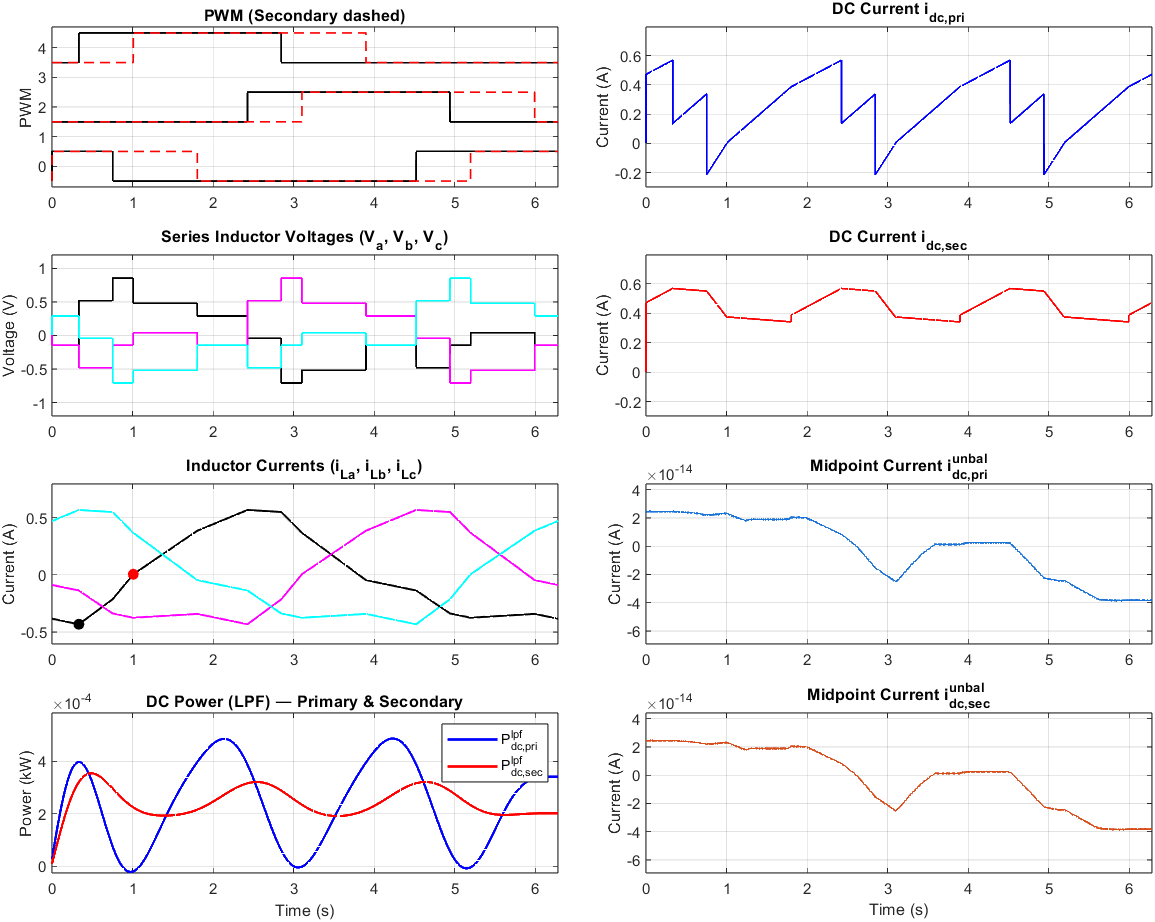 PWM (Secondary dashed)
PWM
4
3
2
1
0
0 1 2 3 4 5 6
DC Current i_dc,pri
Current (A)
0.6
0.4
0.2
0
-0.2
0 1 2 3 4 5 6
Series Inductor Voltages (V_a, V_b, V_c)
Voltage (V)
1
0.5
0
-0.5
-1
0 1 2 3 4 5 6
DC Current i_dc,sec
Current (A)
0.6
0.4
0.2
0
-0.2
0 1 2 3 4 5 6
Inductor Currents (i_La, i_Lb, i_Lc)
Current (A)
0.5
0
-0.5
0 1 2 3 4 5 6
Midpoint Current i_dc,pri^unbal
×10^-14
Current (A)
4
2
0
-2
-4
-6
0 1 2 3 4 5 6
DC Power (LPF) — Primary & Secondary
×10^-4
Power (kW)
4
2
0
P_dc,pri^lpf
P_dc,sec^lpf
0 1 2 3 4 5 6
Time (s)
Midpoint Current i_dc,sec^unbal
×10^-14
Current (A)
4
2
0
-2
-4
-6
0 1 2 3 4 5 6
Time (s)